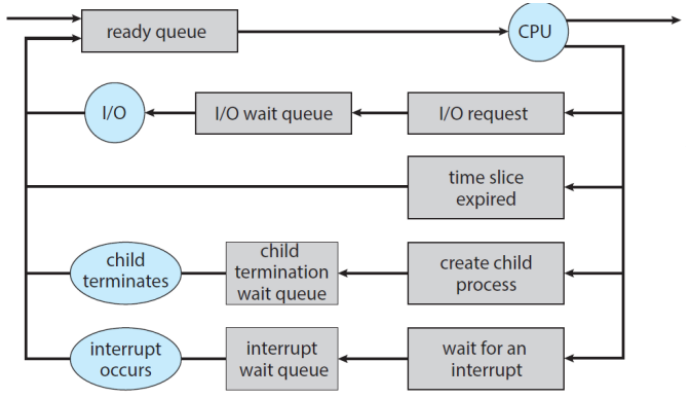 ready queue
CPU
I/O
I/O wait queue
I/O request
time slice
expired
child
terminates
child
termination
wait queue
create child
process
interrupt
occurs
interrupt
wait queue
wait for an
interrupt